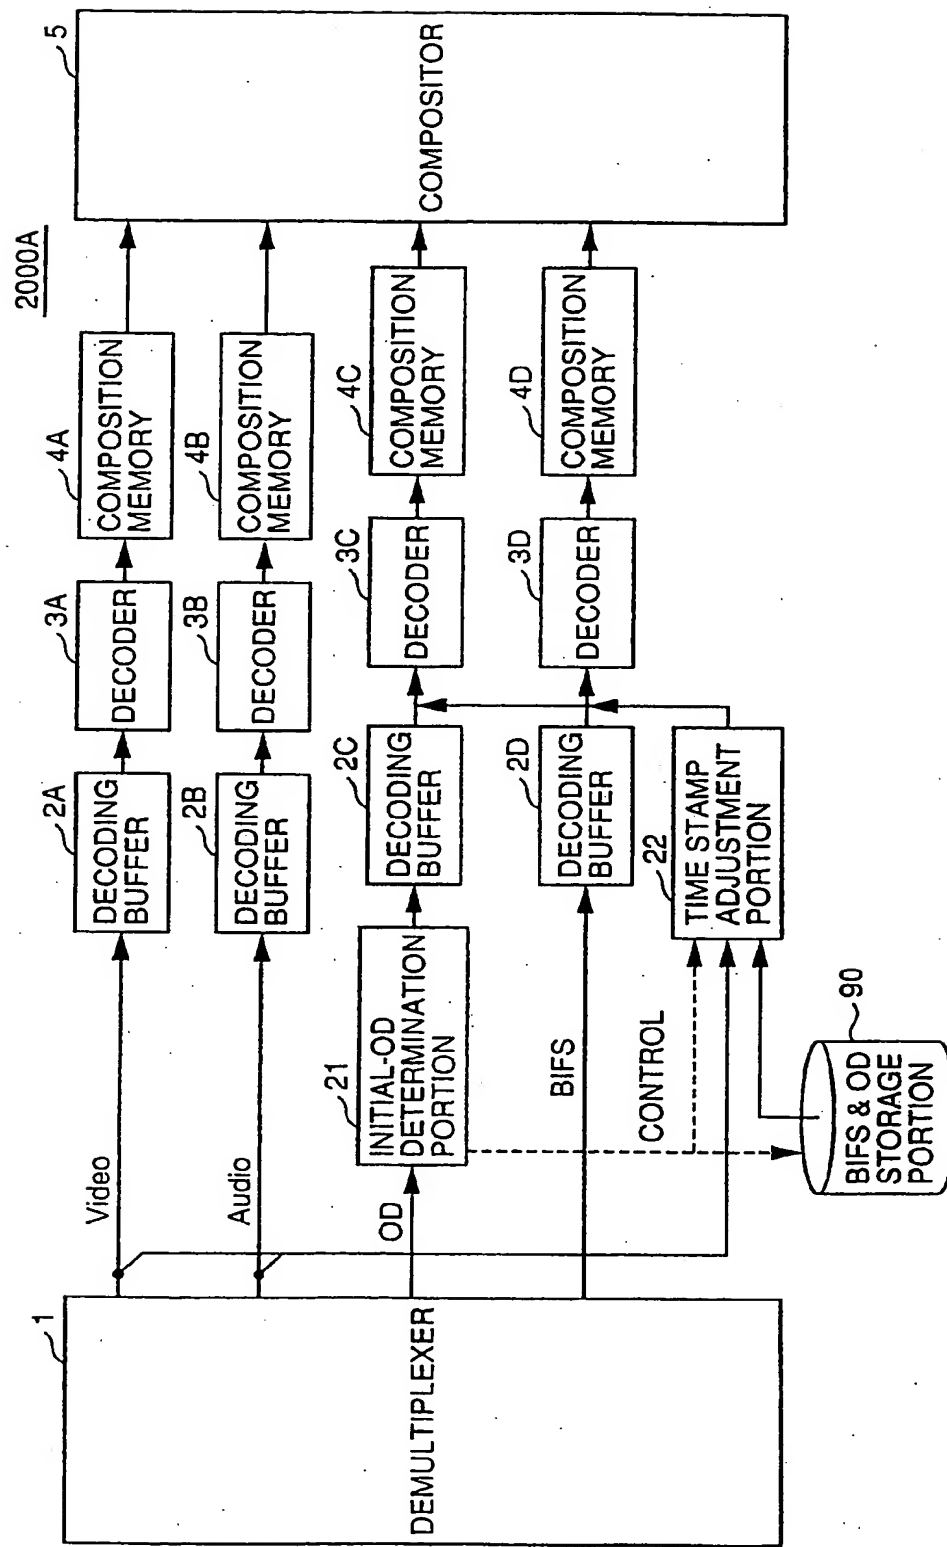 2000A
1
DEMULTIPLEXER
Video
Audio
OD
BIFS
2A
DECODING
BUFFER
3A
DECODER
4A
COMPOSITION
MEMORY
2B
DECODING
BUFFER
3B
DECODER
4B
COMPOSITION
MEMORY
21
INITIAL-OD
DETERMINATION
PORTION
2C
DECODING
BUFFER
3C
DECODER
4C
COMPOSITION
MEMORY
2D
DECODING
BUFFER
3D
DECODER
4D
COMPOSITION
MEMORY
CONTROL
22
TIME STAMP
ADJUSTMENT
PORTION
90
BIFS & OD
STORAGE
PORTION
5
COMPOSITOR